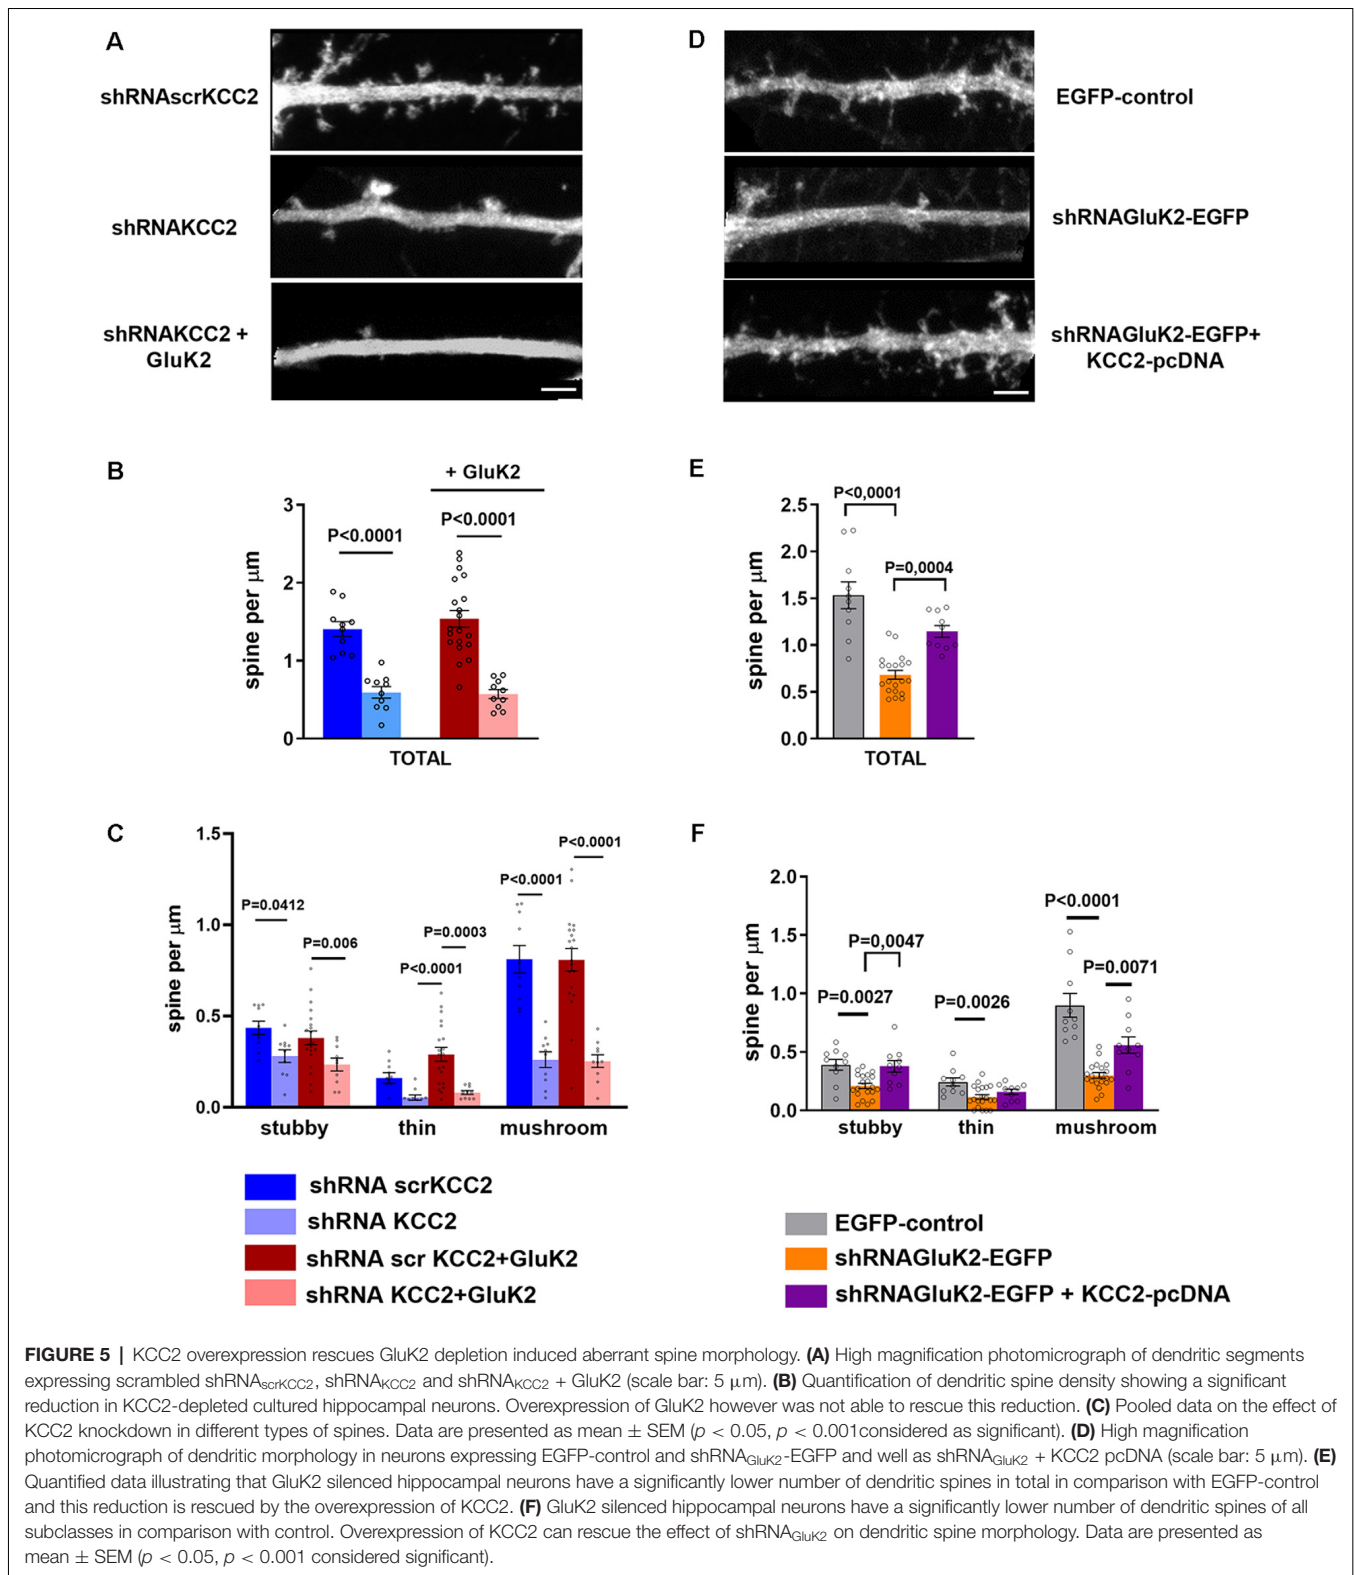 A
shRNAscrKCC2
shRNAKCC2
shRNAKCC2 +
GluK2
D
EGFP-control
shRNAGluK2-EGFP
shRNAGluK2-EGFP+
KCC2-pcDNA
B
+ GluK2
P<0.0001
P<0.0001
spine per μm
3
2
1
0
TOTAL
E
P<0,0001
P=0,0004
spine per μm
2.5
2.0
1.5
1.0
0.5
0.0
TOTAL
C
spine per μm
1.5
1.0
0.5
0.0
P=0.0412
P=0.006
P<0.0001
P=0.0003
P<0.0001
P<0.0001
stubby
thin
mushroom
shRNA scrKCC2
shRNA KCC2
shRNA scr KCC2+GluK2
shRNA KCC2+GluK2
F
spine per μm
2.0
1.5
1.0
0.5
0.0
P=0.0027
P=0,0047
P=0.0026
P<0.0001
P=0.0071
stubby
thin
mushroom
EGFP-control
shRNAGluK2-EGFP
shRNAGluK2-EGFP + KCC2-pcDNA
FIGURE 5 | KCC2 overexpression rescues GluK2 depletion induced aberrant spine morphology. (A) High magnification photomicrograph of dendritic segments
expressing scrambled shRNAscrKCC2, shRNAKCC2 and shRNAKCC2 + GluK2 (scale bar: 5 μm). (B) Quantification of dendritic spine density showing a significant
reduction in KCC2-depleted cultured hippocampal neurons. Overexpression of GluK2 however was not able to rescue this reduction. (C) Pooled data on the effect of
KCC2 knockdown in different types of spines. Data are presented as mean ± SEM (p < 0.05, p < 0.001considered as significant). (D) High magnification
photomicrograph of dendritic morphology in neurons expressing EGFP-control and shRNAGluK2-EGFP and well as shRNAGluK2 + KCC2 pcDNA (scale bar: 5 μm). (E)
Quantified data illustrating that GluK2 silenced hippocampal neurons have a significantly lower number of dendritic spines in total in comparison with EGFP-control
and this reduction is rescued by the overexpression of KCC2. (F) GluK2 silenced hippocampal neurons have a significantly lower number of dendritic spines of all
subclasses in comparison with control. Overexpression of KCC2 can rescue the effect of shRNAGluK2 on dendritic spine morphology. Data are presented as
mean ± SEM (p < 0.05, p < 0.001 considered significant).